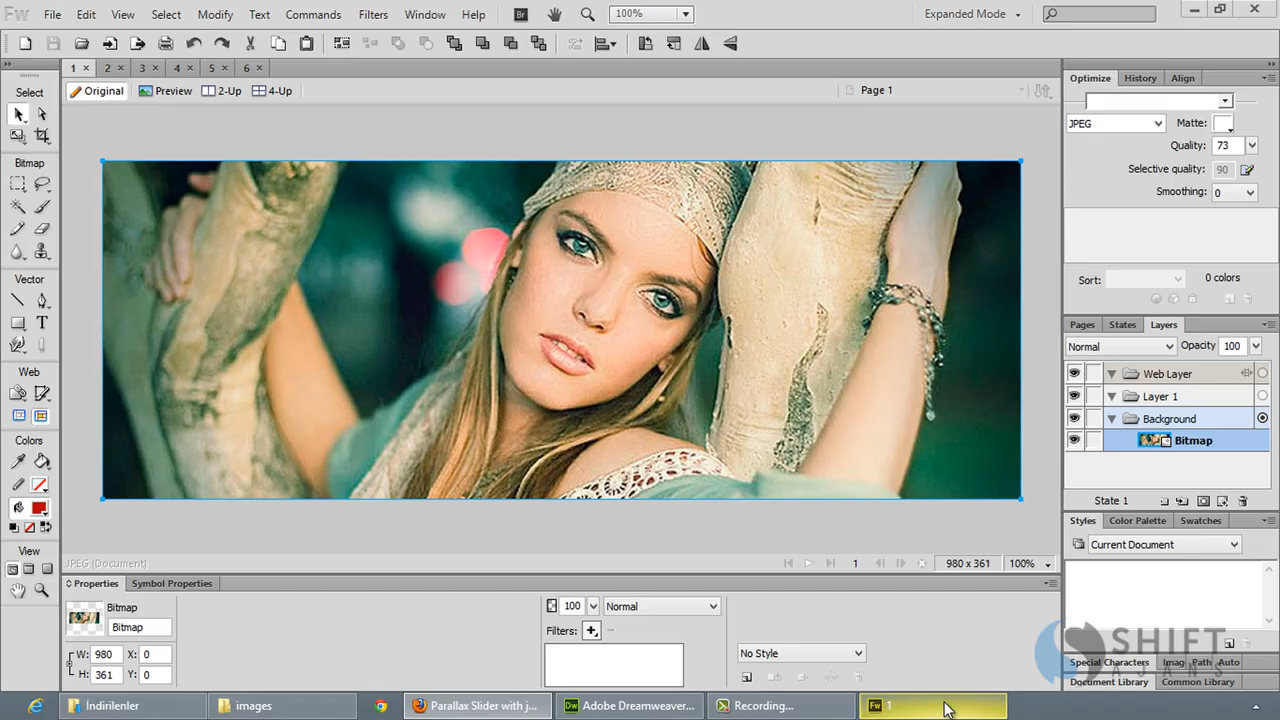 Fw File Edit View Select Modify Text Commands Filters Window Help Br 100% Expanded Mode
1 2 3 4 5 6
Original Preview 2-Up 4-Up Page 1
Select
Bitmap
Vector
Web
Colors
View
Optimize History Align
JPEG Matte:
Quality: 73
Selective quality: 90
Smoothing: 0
Sort: 0 colors
Pages States Layers
Normal Opacity 100
Web Layer
Layer 1
Background
Bitmap
State 1
Styles Color Palette Swatches
Current Document
SHIFT
AJANS
Special Characters Imag Path Auto
Document Library Common Library
JPEG (Document) 1 980 x 361 100%
Properties Symbol Properties
Bitmap
Bitmap
W: 980 X: 0
H: 361 Y: 0
100 Normal
Filters:
No Style
İndirilenler images Parallax Slider with j... Dw Adobe Dreamweaver... Recording... Fw 1